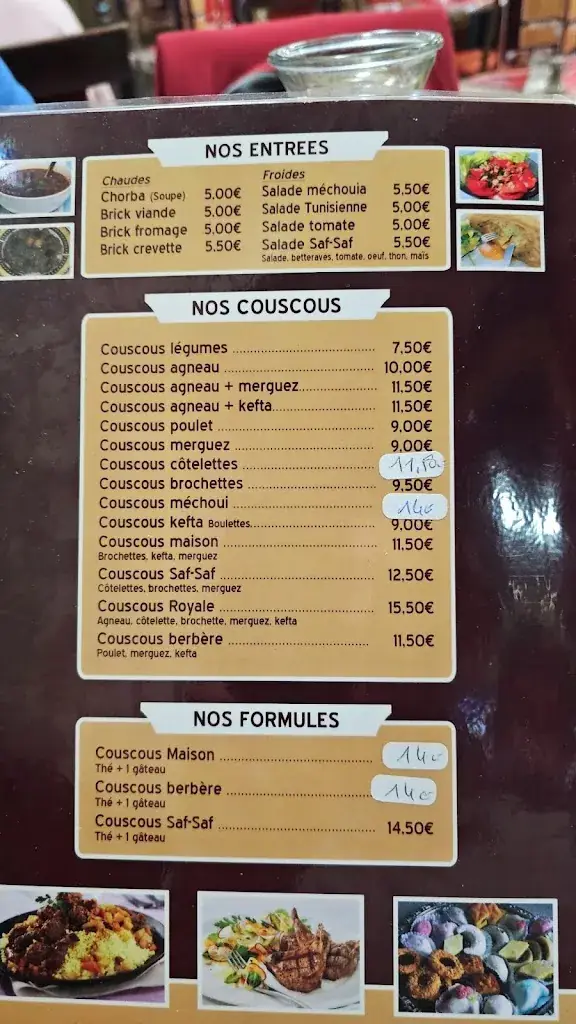 NOS ENTREES
Chaudes
Chorba (Soupe) 5,00€
Brick viande 5,00€
Brick fromage 5,00€
Brick crevette 5,50€
Froides
Salade méchouia 5,50€
Salade Tunisienne 5,00€
Salade tomate 5,00€
Salade Saf-Saf 5,50€
Salade, betteraves, tomate, oeuf, thon, maïs
NOS COUSCOUS
Couscous légumes 7,50€
Couscous agneau 10,00€
Couscous agneau + merguez 11,50€
Couscous agneau + kefta 11,50€
Couscous poulet 9,00€
Couscous merguez 9,00€
Couscous côtelettes 11,50
Couscous brochettes 9,50€
Couscous méchoui 14€
Couscous kefta Boulettes 9,00€
Couscous maison 11,50€
Brochettes, kefta, merguez
Couscous Saf-Saf 12,50€
Côtelettes, brochettes, merguez
Couscous Royale 15,50€
Agneau, côtelette, brochette, merguez, kefta
Couscous berbère 11,50€
Poulet, merguez, kefta
NOS FORMULES
Couscous Maison 14€
Thé + 1 gâteau
Couscous berbère 14€
Thé + 1 gâteau
Couscous Saf-Saf 14,50€
Thé + 1 gâteau